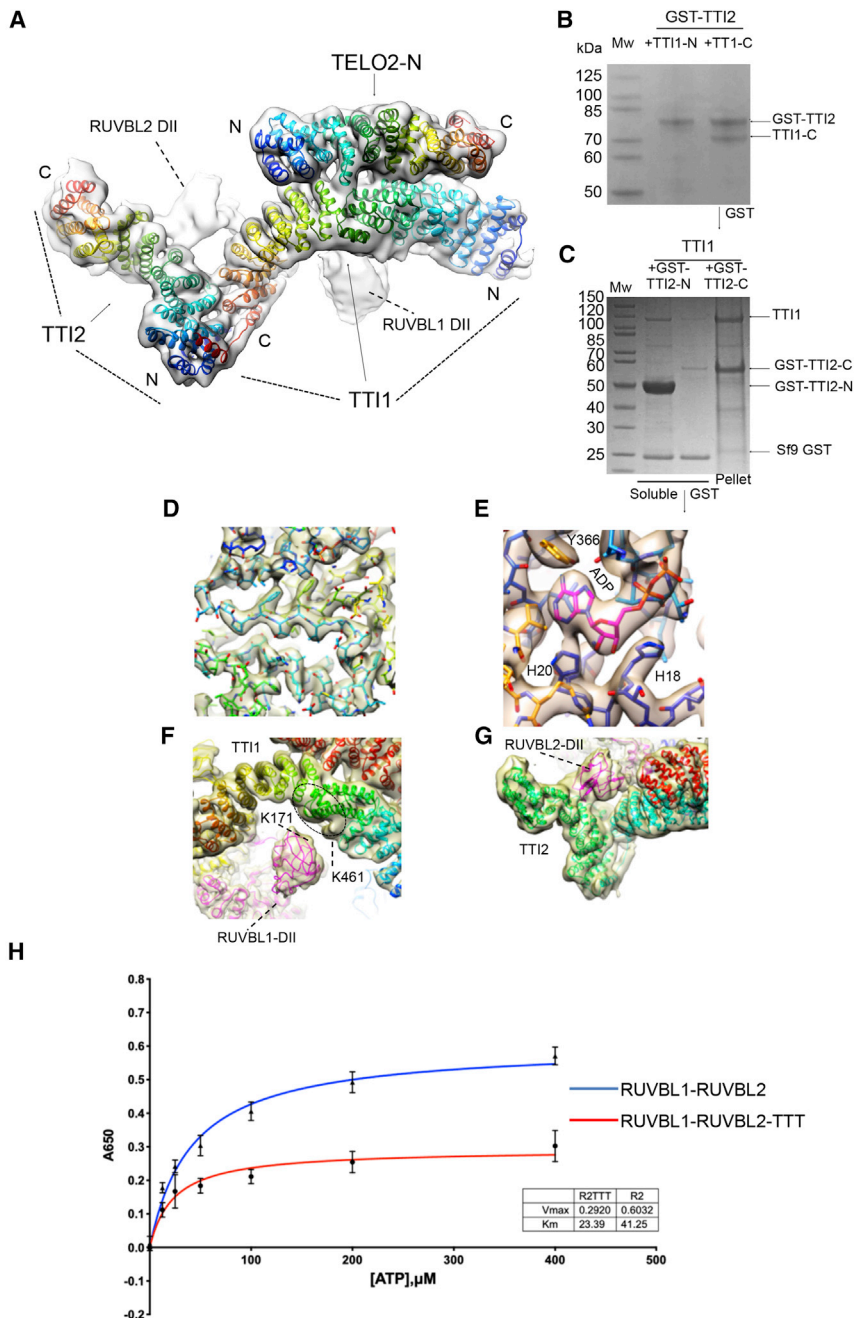 A
TELO2-N
RUVBL2 DII
N
C
C
TTI2
C
N
N
RUVBL1 DII
TTI1
B
GST-TTI2
Mw
+TTI1-N
+TT1-C
kDa
125
100
85
70
60
50
GST-TTI2
TTI1-C
GST
C
TTI1
Mw
+GST-
TTI2-N
+GST-
TTI2-C
150
120
100
85
70
60
50
40
30
25
TTI1
GST-TTI2-C
GST-TTI2-N
Sf9 GST
Soluble
GST
Pellet
D
E
Y366
ADP
H20
H18
F
TTI1
K171
K461
RUVBL1-DII
G
RUVBL2-DII
TTI2
H
0.8
0.7
0.6
0.5
0.4
0.3
0.2
0.1
0.0
-0.1
-0.2
A650
100
200
300
400
500
[ATP],µM
RUVBL1-RUVBL2
RUVBL1-RUVBL2-TTT
R2TTT R2
Vmax 0.2920 0.6032
Km 23.39 41.25